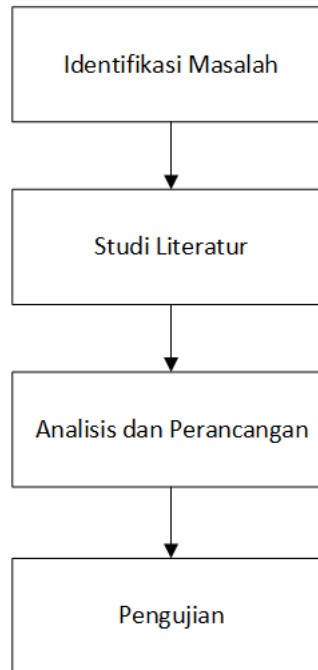 Identifikasi Masalah
Studi Literatur
Analisis dan Perancangan
Pengujian